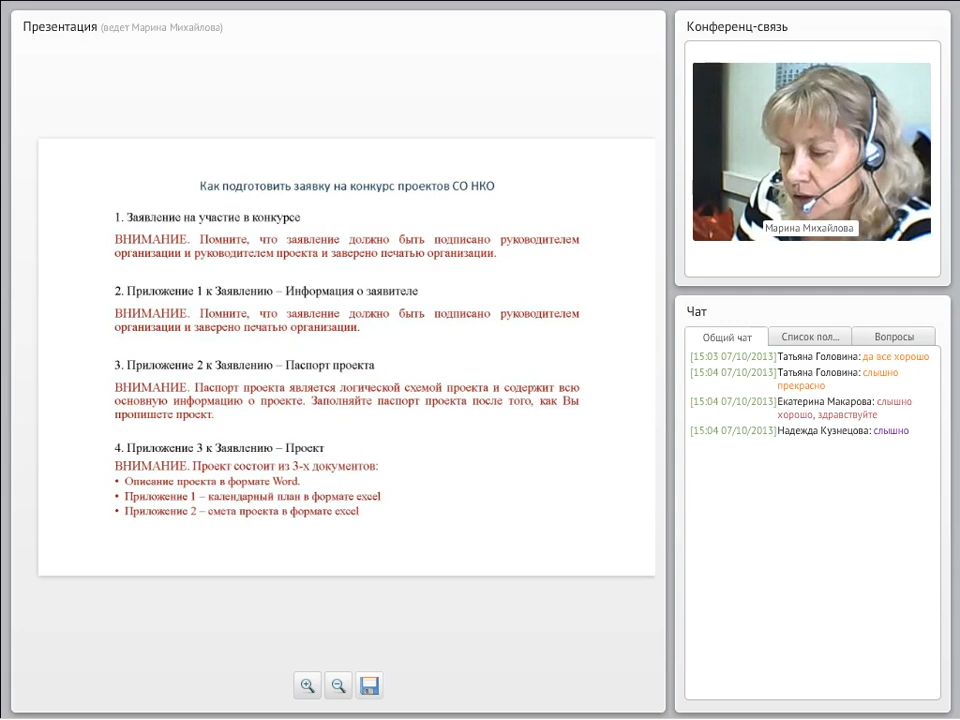 Презентация (ведет Марина Михайлова)
Как подготовить заявку на конкурс проектов СО НКО
1. Заявление на участие в конкурсе
ВНИМАНИЕ. Помните, что заявление должно быть подписано руководителем
организации и руководителем проекта и заверено печатью организации.
2. Приложение 1 к Заявлению – Информация о заявителе
ВНИМАНИЕ. Помните, что заявление должно быть подписано руководителем
организации и заверено печатью организации.
3. Приложение 2 к Заявлению – Паспорт проекта
ВНИМАНИЕ. Паспорт проекта является логической схемой проекта и содержит всю
основную информацию о проекте. Заполняйте паспорт проекта после того, как Вы
пропишете проект.
4. Приложение 3 к Заявлению – Проект
ВНИМАНИЕ. Проект состоит из 3-х документов:
• Описание проекта в формате Word.
• Приложение 1 – календарный план в формате excel
• Приложение 2 – смета проекта в формате excel
Конференц-связь
Марина Михайлова
Чат
Общий чат
Список пол...
Вопросы
[15:03 07/10/2013]Татьяна Головина: да все хорошо
[15:04 07/10/2013]Татьяна Головина: слышно
прекрасно
[15:04 07/10/2013]Екатерина Макарова: слышно
хорошо, здравствуйте
[15:04 07/10/2013]Надежда Кузнецова: слышно